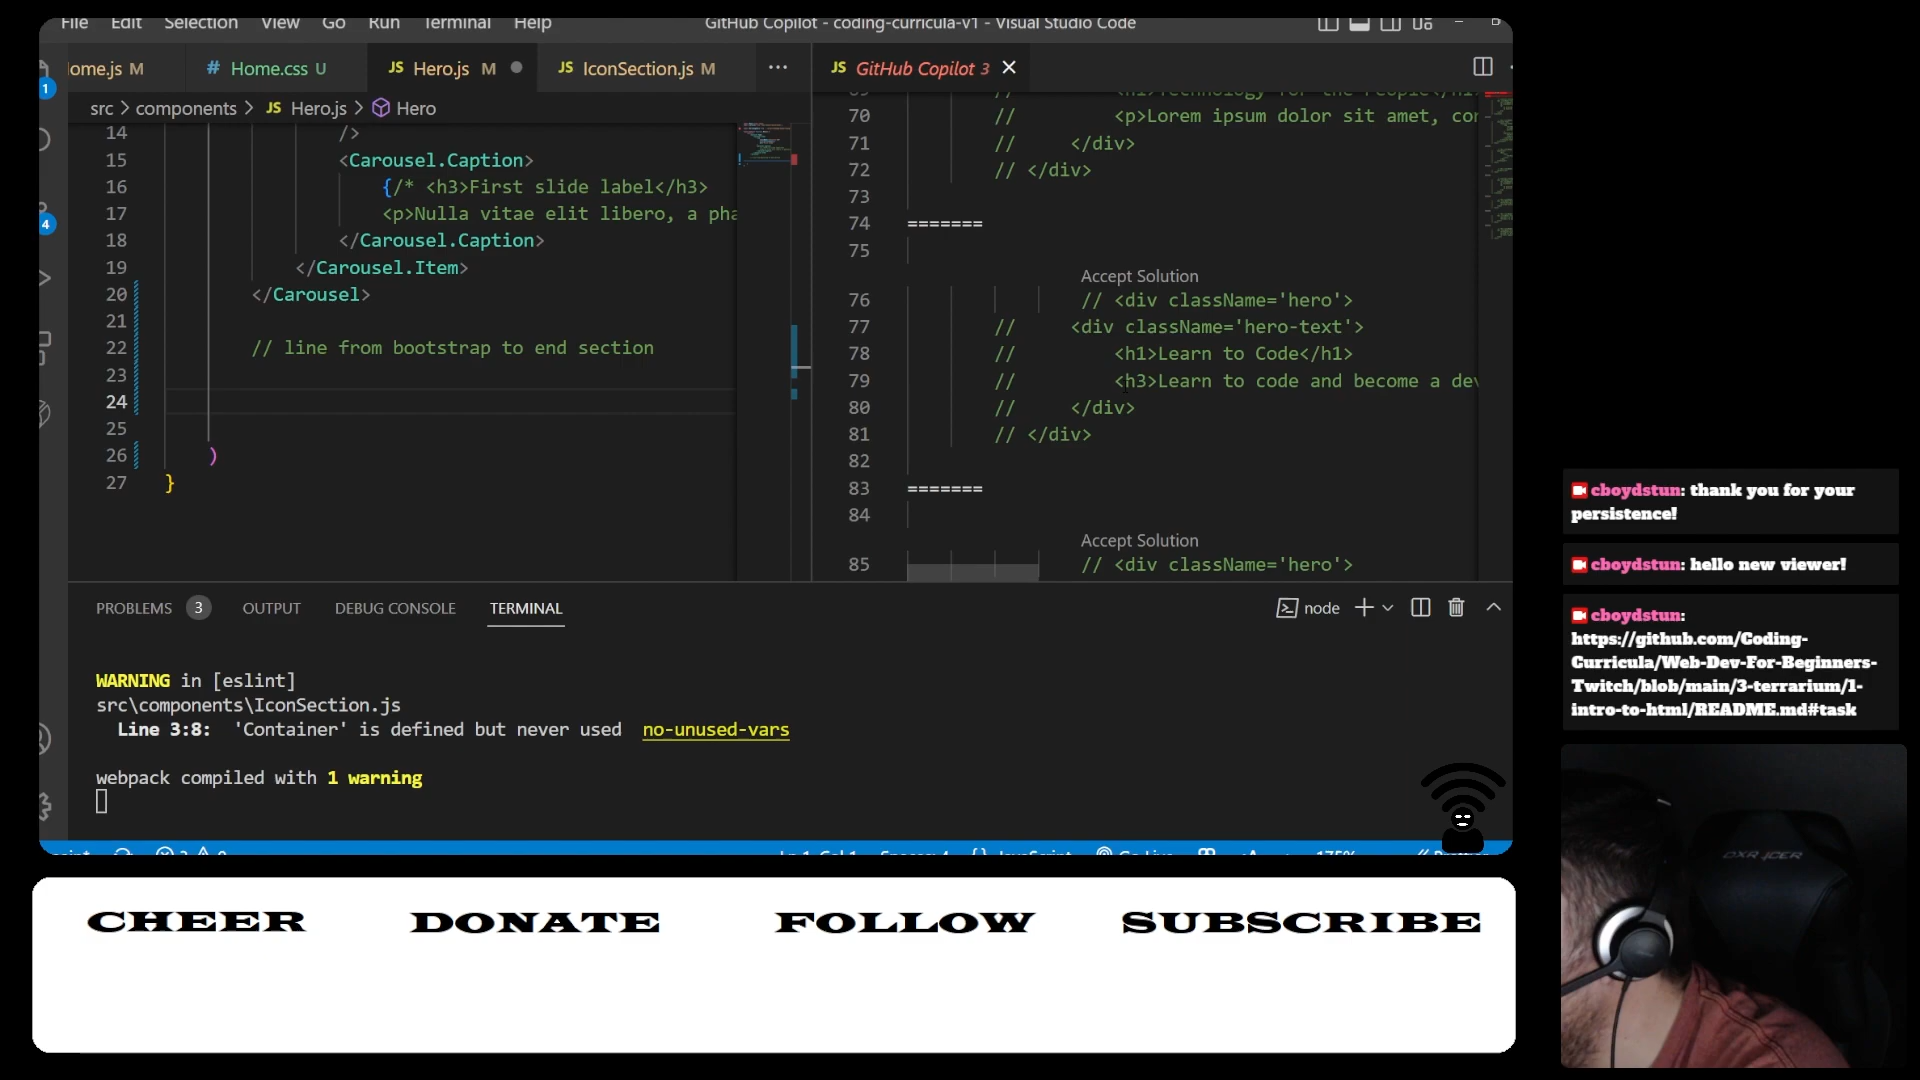 File Edit Selection View Go Run Terminal Help GitHub Copilot - coding-curricula-v1 - Visual Studio Code
ome.js M # Home.css U JS Hero.js M JS IconSection.js M ··· JS GitHub Copilot 3
src > components > JS Hero.js > Hero
14 />
15 <Carousel.Caption>
16 {/* <h3>First slide label</h3>
17 <p>Nulla vitae elit libero, a pha
18 </Carousel.Caption>
19 </Carousel.Item>
20 </Carousel>
21
22 // line from bootstrap to end section
23
24
25
26 )
27 }
69 // <h1>Technology for the People</h1>
70 // <p>Lorem ipsum dolor sit amet, con
71 // </div>
72 // </div>
73
74 =======
75
Accept Solution
76 // <div className='hero'>
77 // <div className='hero-text'>
78 // <h1>Learn to Code</h1>
79 // <h3>Learn to code and become a dev
80 // </div>
81 // </div>
82
83 =======
84
Accept Solution
85 // <div className='hero'>
1
4
PROBLEMS 3 OUTPUT DEBUG CONSOLE TERMINAL node
WARNING in [eslint]
src\components\IconSection.js
Line 3:8: 'Container' is defined but never used no-unused-vars
webpack compiled with 1 warning
CHEER DONATE FOLLOW SUBSCRIBE
cboydstun: thank you for your
persistence!
cboydstun: hello new viewer!
cboydstun:
https://github.com/Coding-
Curricula/Web-Dev-For-Beginners-
Twitch/blob/main/3-terrarium/1-
intro-to-html/README.md#task